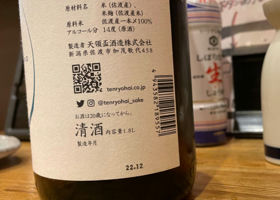 原材料名 米(佐渡産)、
米麹(佐渡産米)
原料米 佐渡産一本〆100%
アルコール分 14度(原酒)
製造者 天領盃酒造株式会社
新潟県佐渡市加茂歌代458
tenryohai.co.jp
@tenryohai_sake
お酒は20歳になってから。
清酒 内容量:1.8L
製造年月
22.12
生